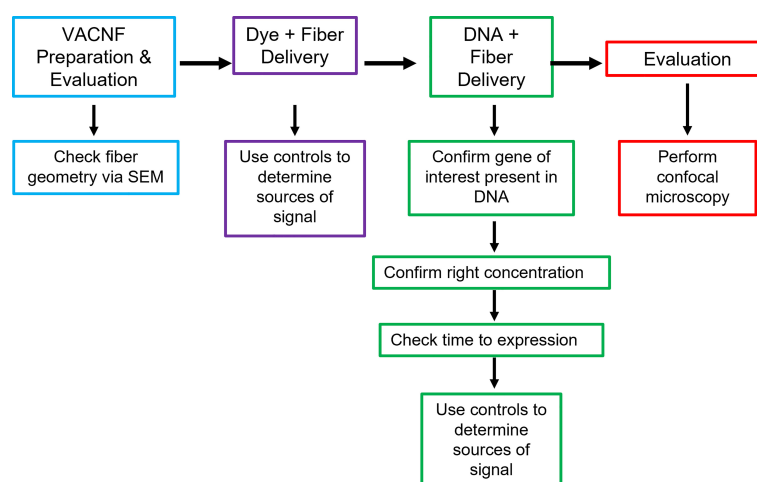 VACNF
Preparation &
Evaluation
Dye + Fiber
Delivery
DNA +
Fiber
Delivery
Evaluation
Check fiber
geometry via SEM
Use controls to
determine
sources of
signal
Confirm gene of
interest present in
DNA
Perform
confocal
microscopy
Confirm right concentration
Check time to expression
Use controls to
determine
sources of
signal